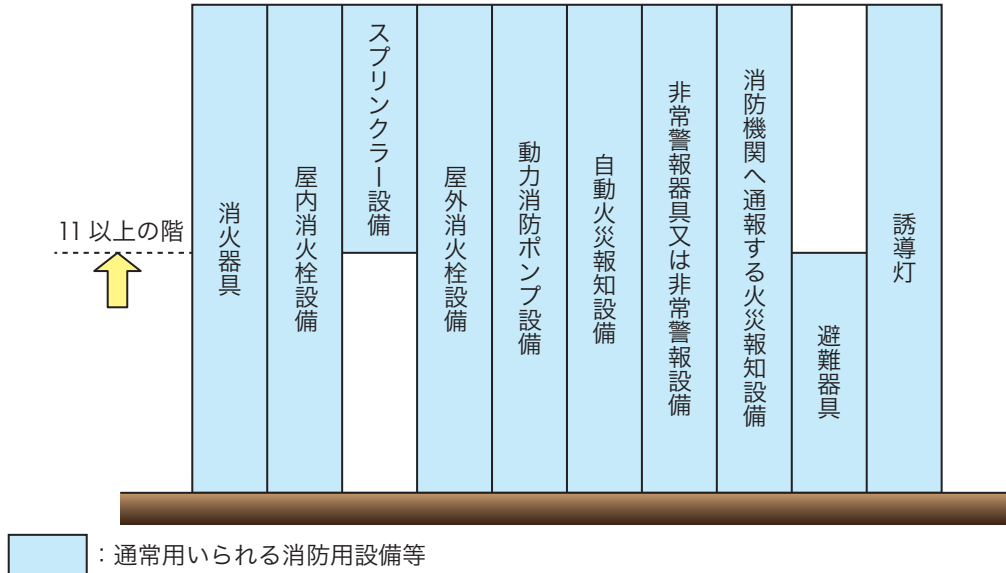 11 以上の階
消火器具
屋内消火栓設備
スプリンクラー設備
屋外消火栓設備
動力消防ポンプ設備
自動火災報知設備
非常警報器具又は非常警報設備
消防機関へ通報する火災報知設備
避難器具
誘導灯
：通常用いられる消防用設備等